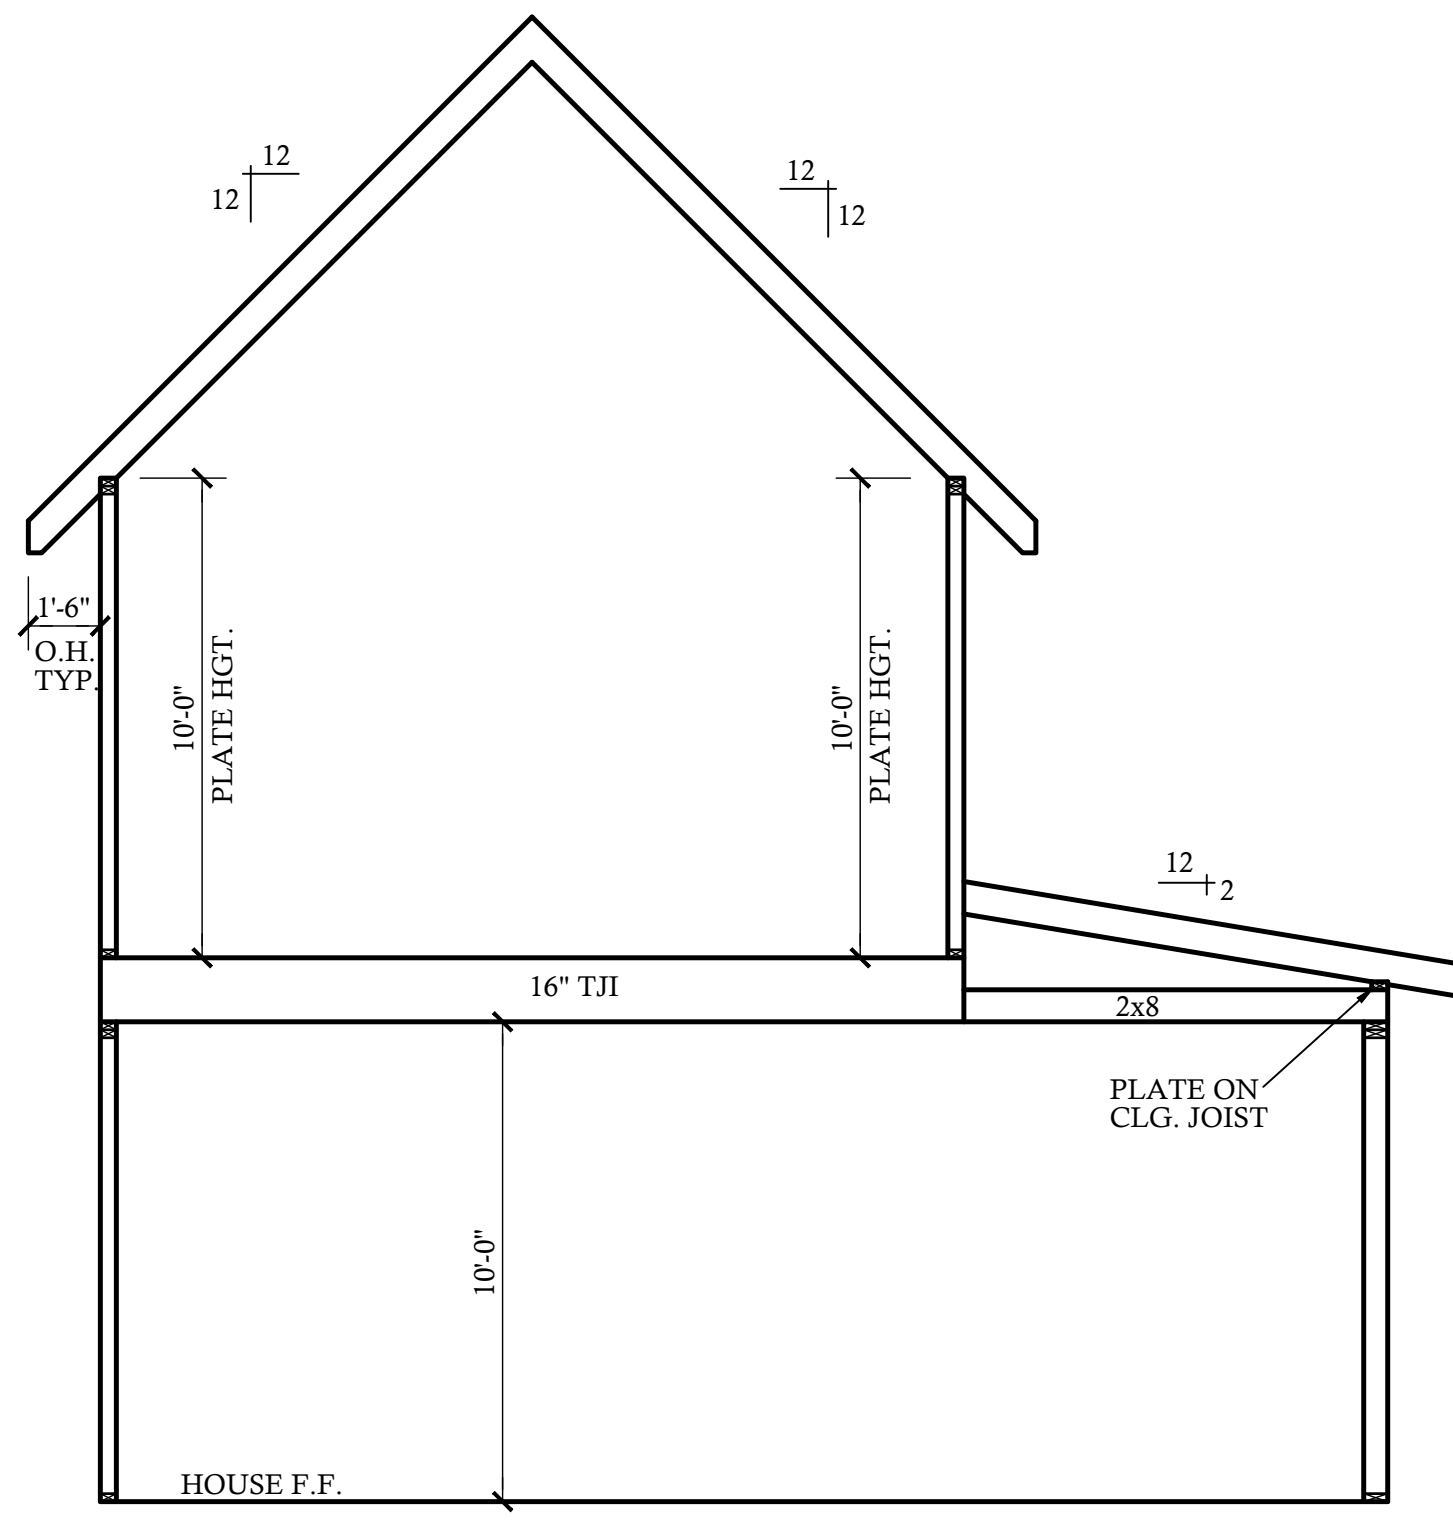 12
12
12
12
1'-6"
O.H.
TYP.
10'-0"
PLATE HGT.
10'-0"
PLATE HGT.
12
2
16" TJI
2x8
PLATE ON
CLG. JOIST
10'-0"
HOUSE F.F.